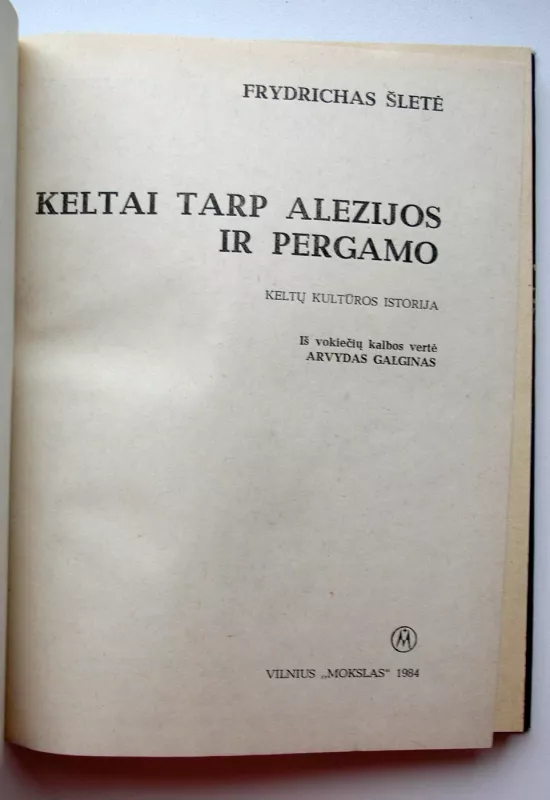 FRYDRICHAS ŠLETĖ
KELTAI TARP ALEZIJOS
IR PERGAMO
KELTŲ KULTŪROS ISTORIJA
Iš vokiečių kalbos vertė
ARVYDAS GALGINAS
M
VILNIUS „MOKSLAS“ 1984